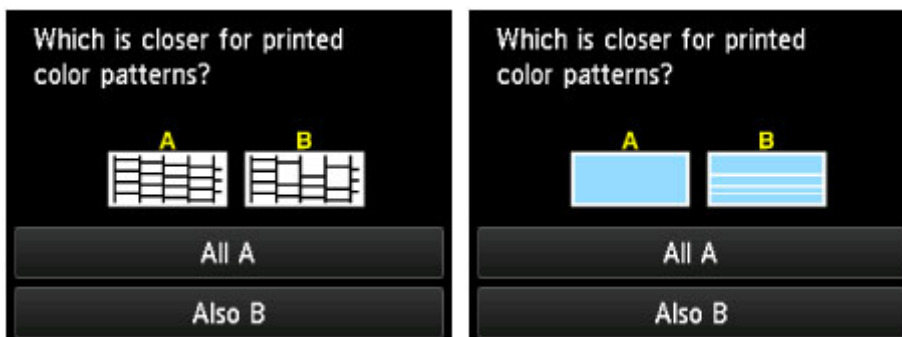 Which is closer for printed
color patterns?
A B
All A
Also B
Which is closer for printed
color patterns?
A B
All A
Also B